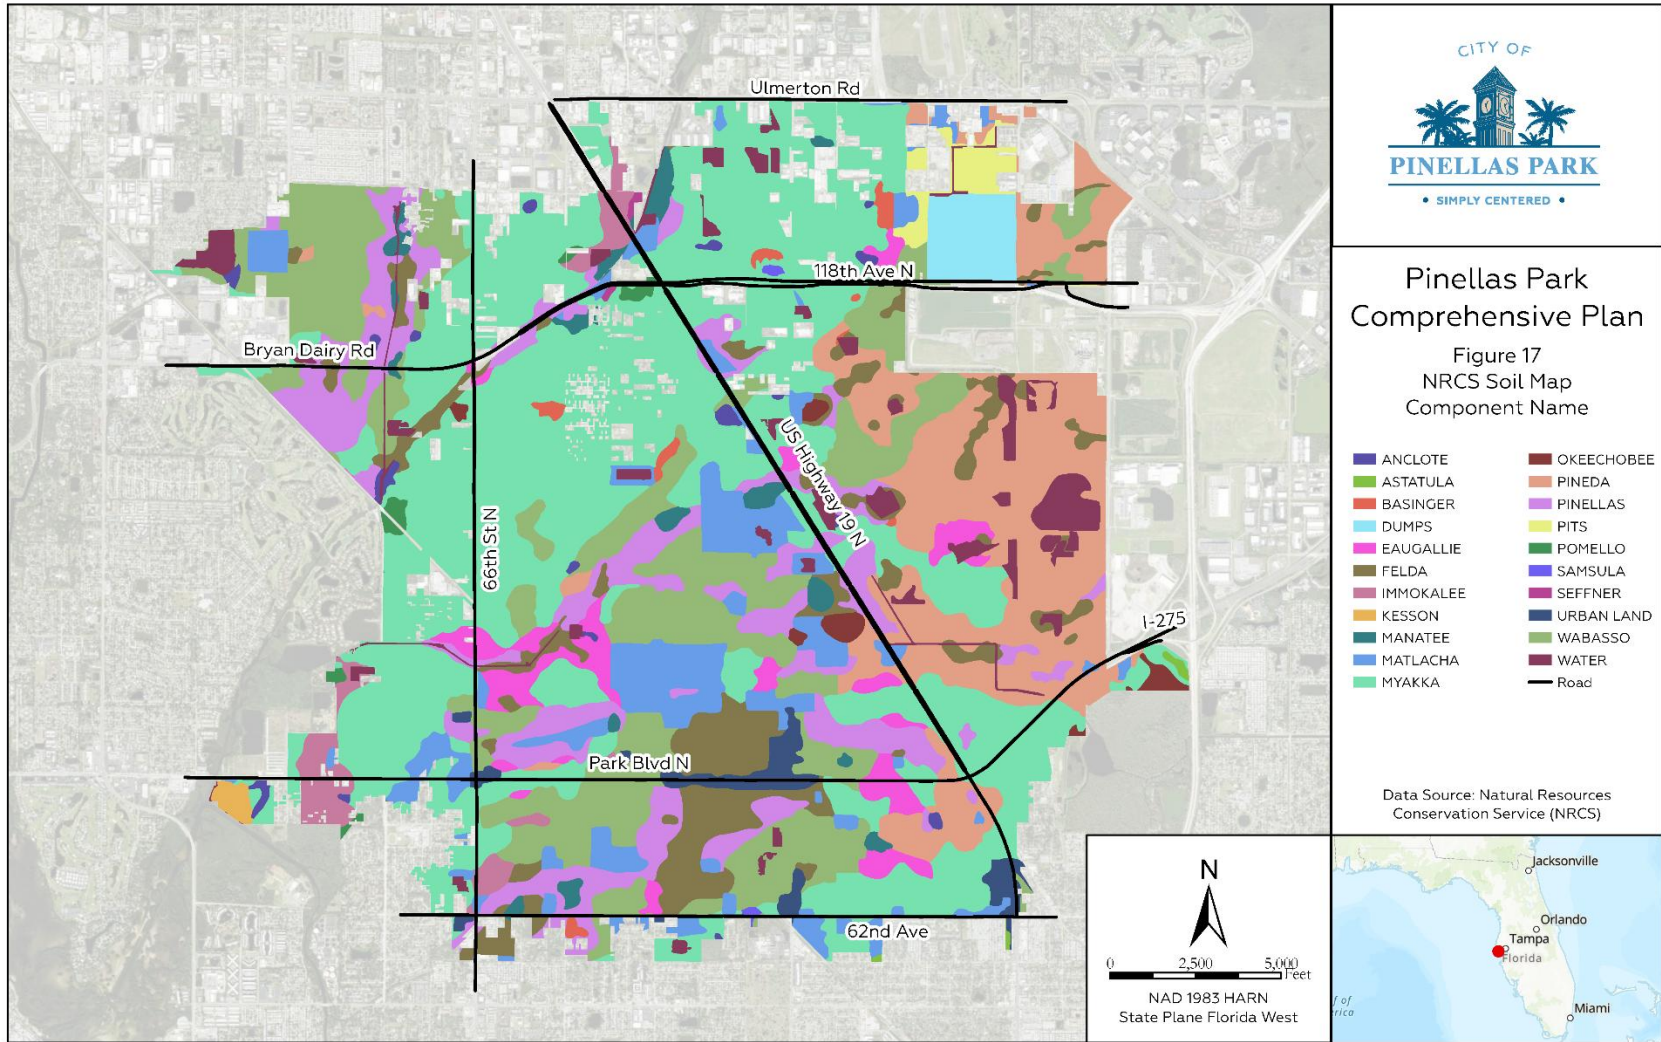 Ulmerton Rd
118th Ave N
Bryan Dairy Rd
US Highway 19 N
66th St N
I-275
Park Blvd N
62nd Ave
CITY OF
PINELLAS PARK
• SIMPLY CENTERED •
Pinellas Park
Comprehensive Plan
Figure 17
NRCS Soil Map
Component Name
ANCLOTE
ASTATULA
BASINGER
DUMPS
EAUGALLIE
FELDA
IMMOKALEE
KESSON
MANATEE
MATLACHA
MYAKKA
OKEECHOBEE
PINEDA
PINELLAS
PITS
POMELLO
SAMSULA
SEFFNER
URBAN LAND
WABASSO
WATER
Road
Data Source: Natural Resources
Conservation Service (NRCS)
N
0 2,500 5,000
Feet
NAD 1983 HARN
State Plane Florida West
Jacksonville
Orlando
Tampa
Florida
Miami